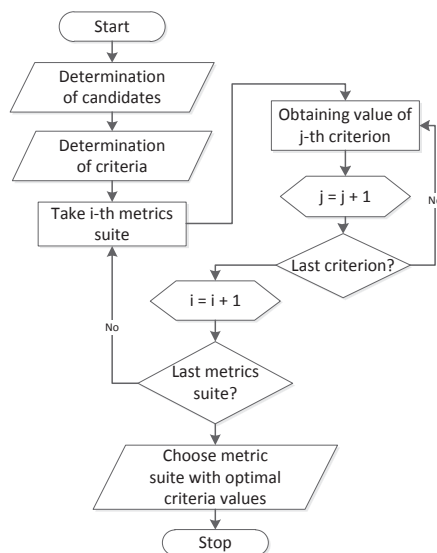 Start
Determination
of candidates
Determination
of criteria
Take i-th metrics
suite
Obtaining value of
j-th criterion
j = j + 1
No
Last criterion?
i = i + 1
No
Last metrics
suite?
Choose metric
suite with optimal
criteria values
Stop